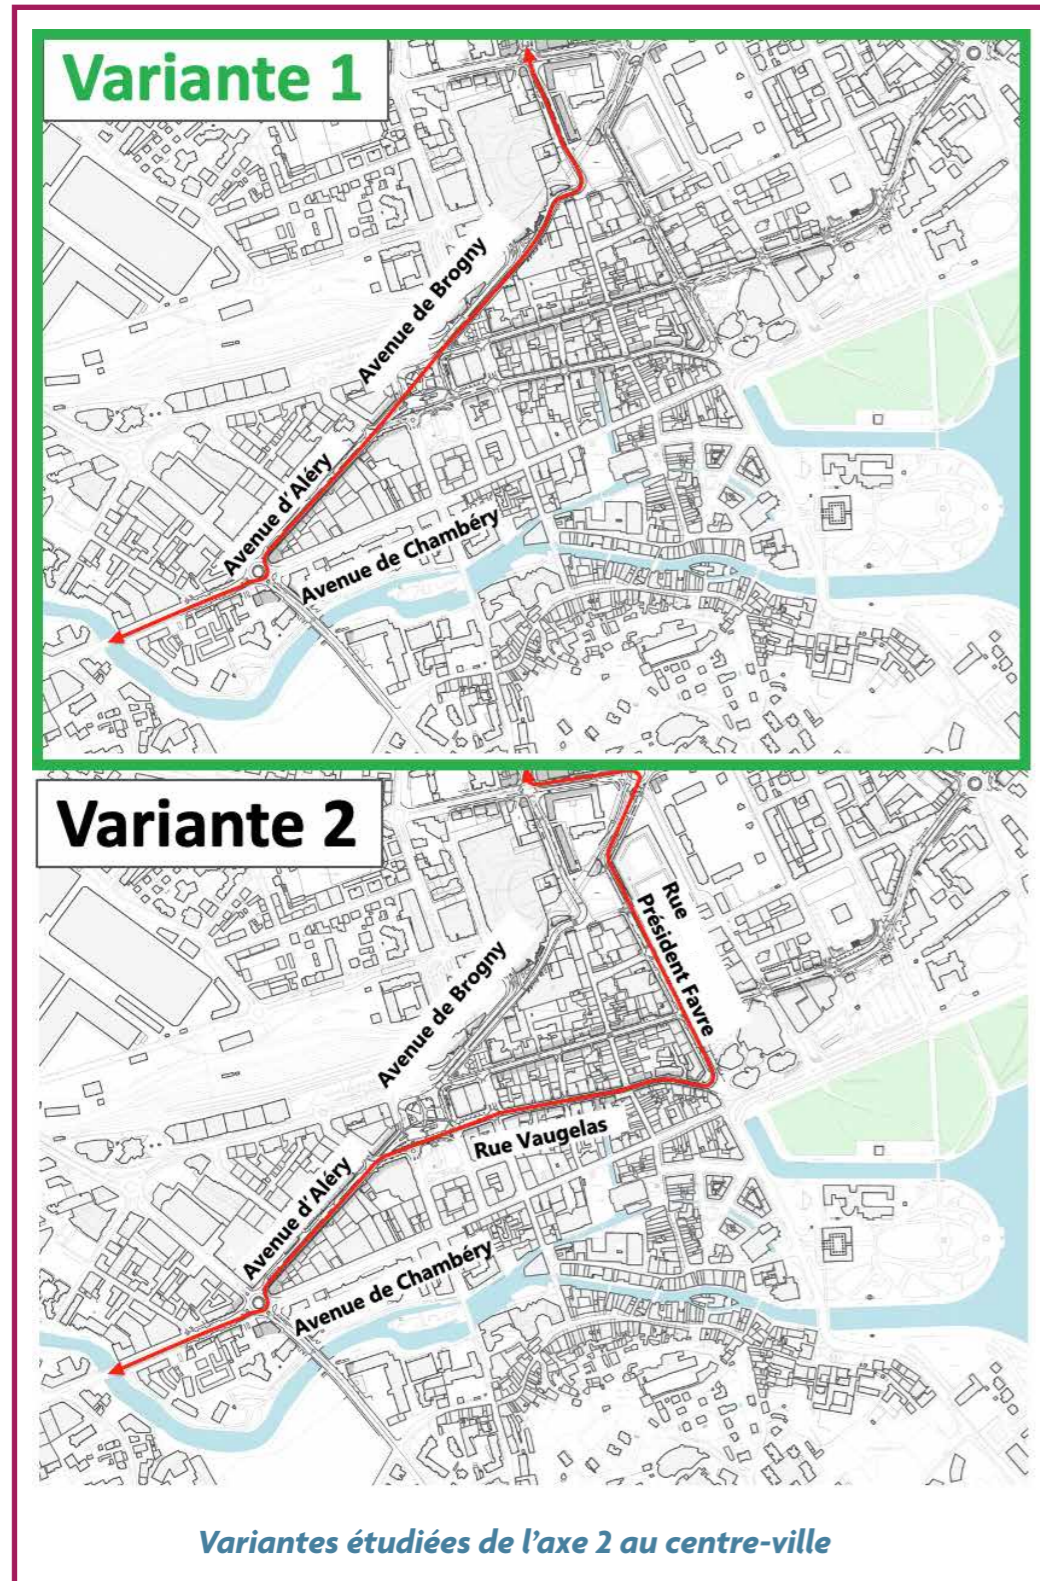 Variante 1
Avenue de Brogny
Avenue d'Aléry
Avenue de Chambéry
Variante 2
Rue
Président Favre
Avenue de Brogny
Rue Vaugelas
Avenue d'Aléry
Avenue de Chambéry
Variantes étudiées de l'axe 2 au centre-ville